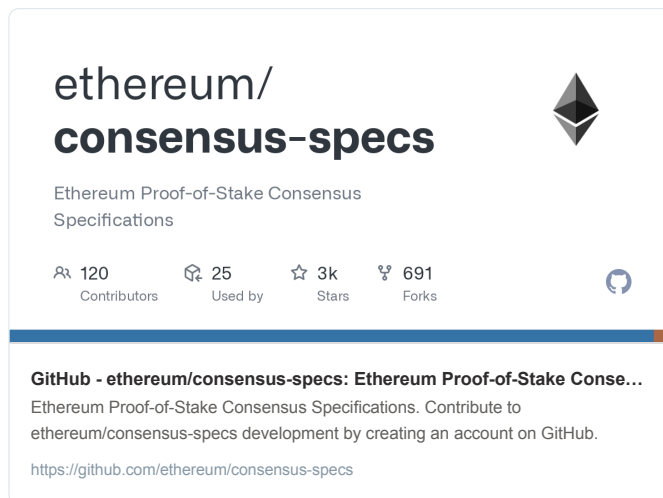 ethereum/
consensus-specs
Ethereum Proof-of-Stake Consensus
Specifications
120 25 3k 691
Contributors Used by Stars Forks
GitHub - ethereum/consensus-specs: Ethereum Proof-of-Stake Conse...
Ethereum Proof-of-Stake Consensus Specifications. Contribute to
ethereum/consensus-specs development by creating an account on GitHub.
https://github.com/ethereum/consensus-specs